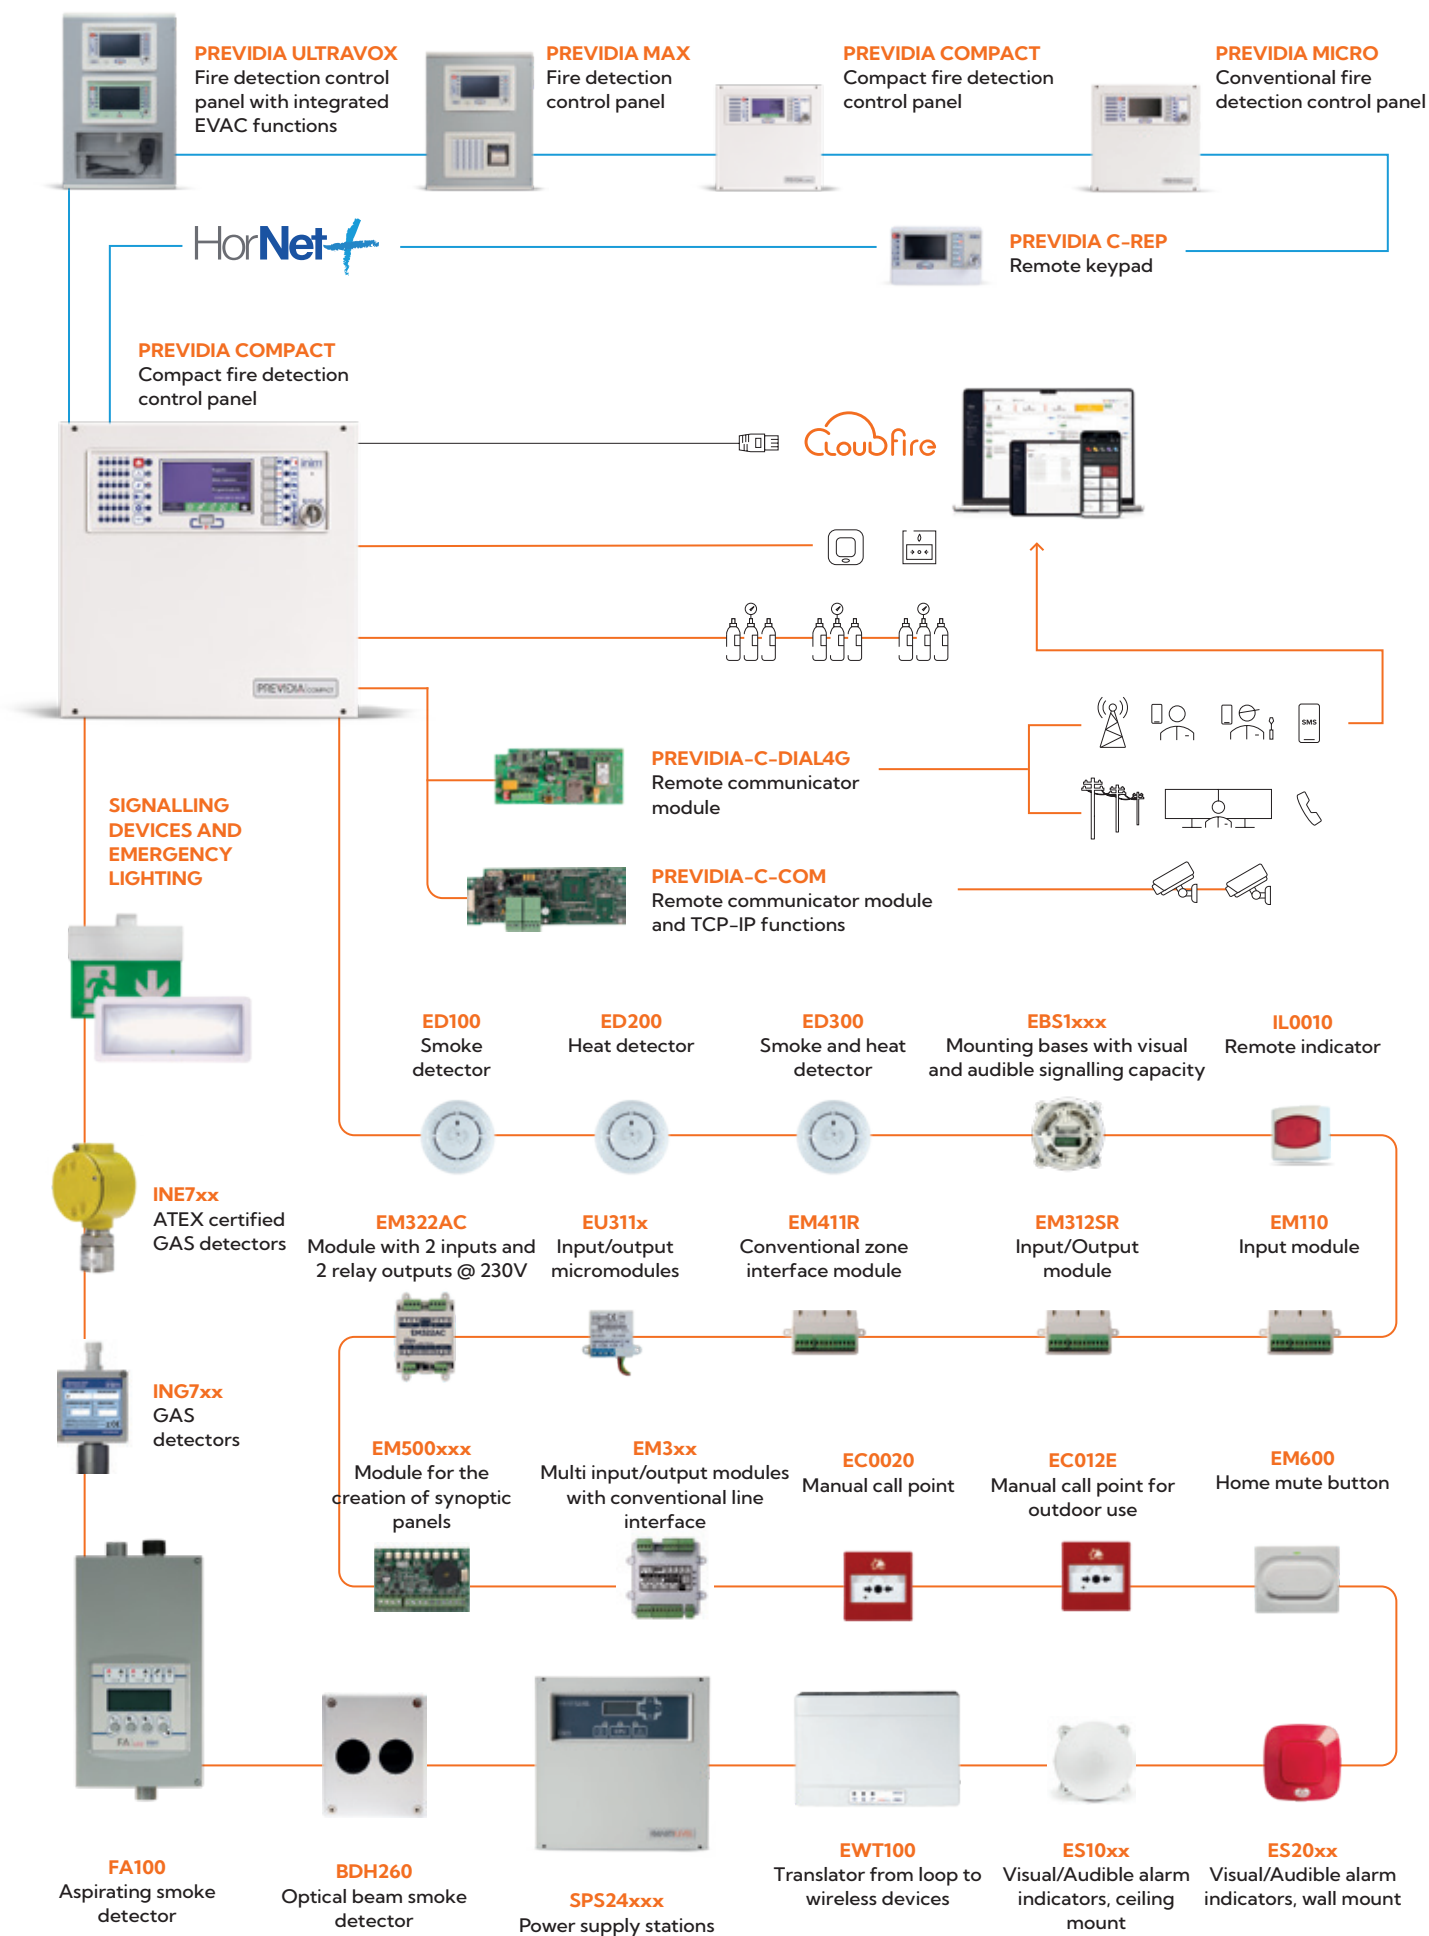 PREVIDIA ULTRAVOX
Fire detection control
panel with integrated
EVAC functions
PREVIDIA MAX
Fire detection
control panel
PREVIDIA COMPACT
Compact fire detection
control panel
PREVIDIA MICRO
Conventional fire
detection control panel
HorNet+
PREVIDIA C-REP
Remote keypad
PREVIDIA COMPACT
Compact fire detection
control panel
CLOUDfire
inim
PREVIDIA COMPACT
SMS
PREVIDIA-C-DIAL4G
Remote communicator
module
SIGNALLING
DEVICES AND
EMERGENCY
LIGHTING
PREVIDIA-C-COM
Remote communicator module
and TCP-IP functions
ED100
Smoke
detector
ED200
Heat detector
ED300
Smoke and heat
detector
EBS1xxx
Mounting bases with visual
and audible signalling capacity
IL0010
Remote indicator
INE7xx
ATEX certified
GAS detectors
EM322AC
Module with 2 inputs and
2 relay outputs @ 230V
EU311x
Input/output
micromodules
EM411R
Conventional zone
interface module
EM312SR
Input/Output
module
EM110
Input module
EM322AC
ING7xx
GAS
detectors
EM500xxx
Module for the
creation of synoptic
panels
EM3xx
Multi input/output modules
with conventional line
interface
EC0020
Manual call point
EC012E
Manual call point for
outdoor use
EM600
Home mute button
FA100
Aspirating smoke
detector
BDH260
Optical beam smoke
detector
SPS24xxx
Power supply stations
EWT100
Translator from loop to
wireless devices
ES10xx
Visual/Audible alarm
indicators, ceiling
mount
ES20xx
Visual/Audible alarm
indicators, wall mount